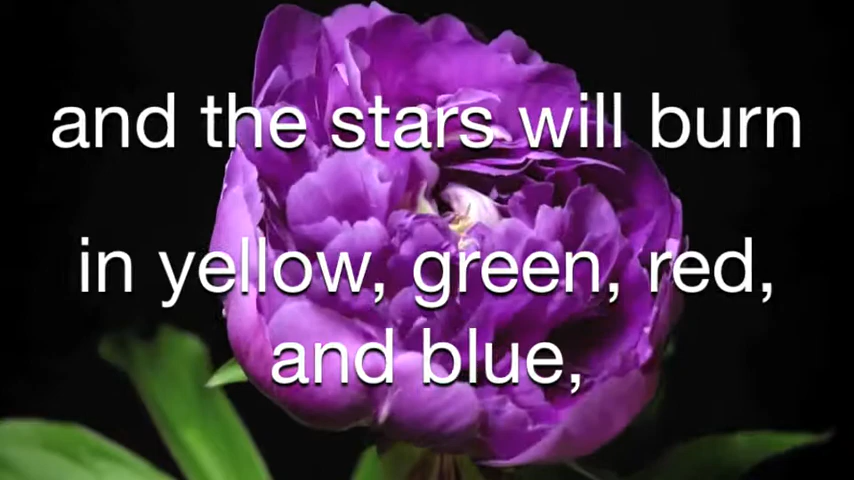 and the stars will burn
in yellow, green, red,
and blue,